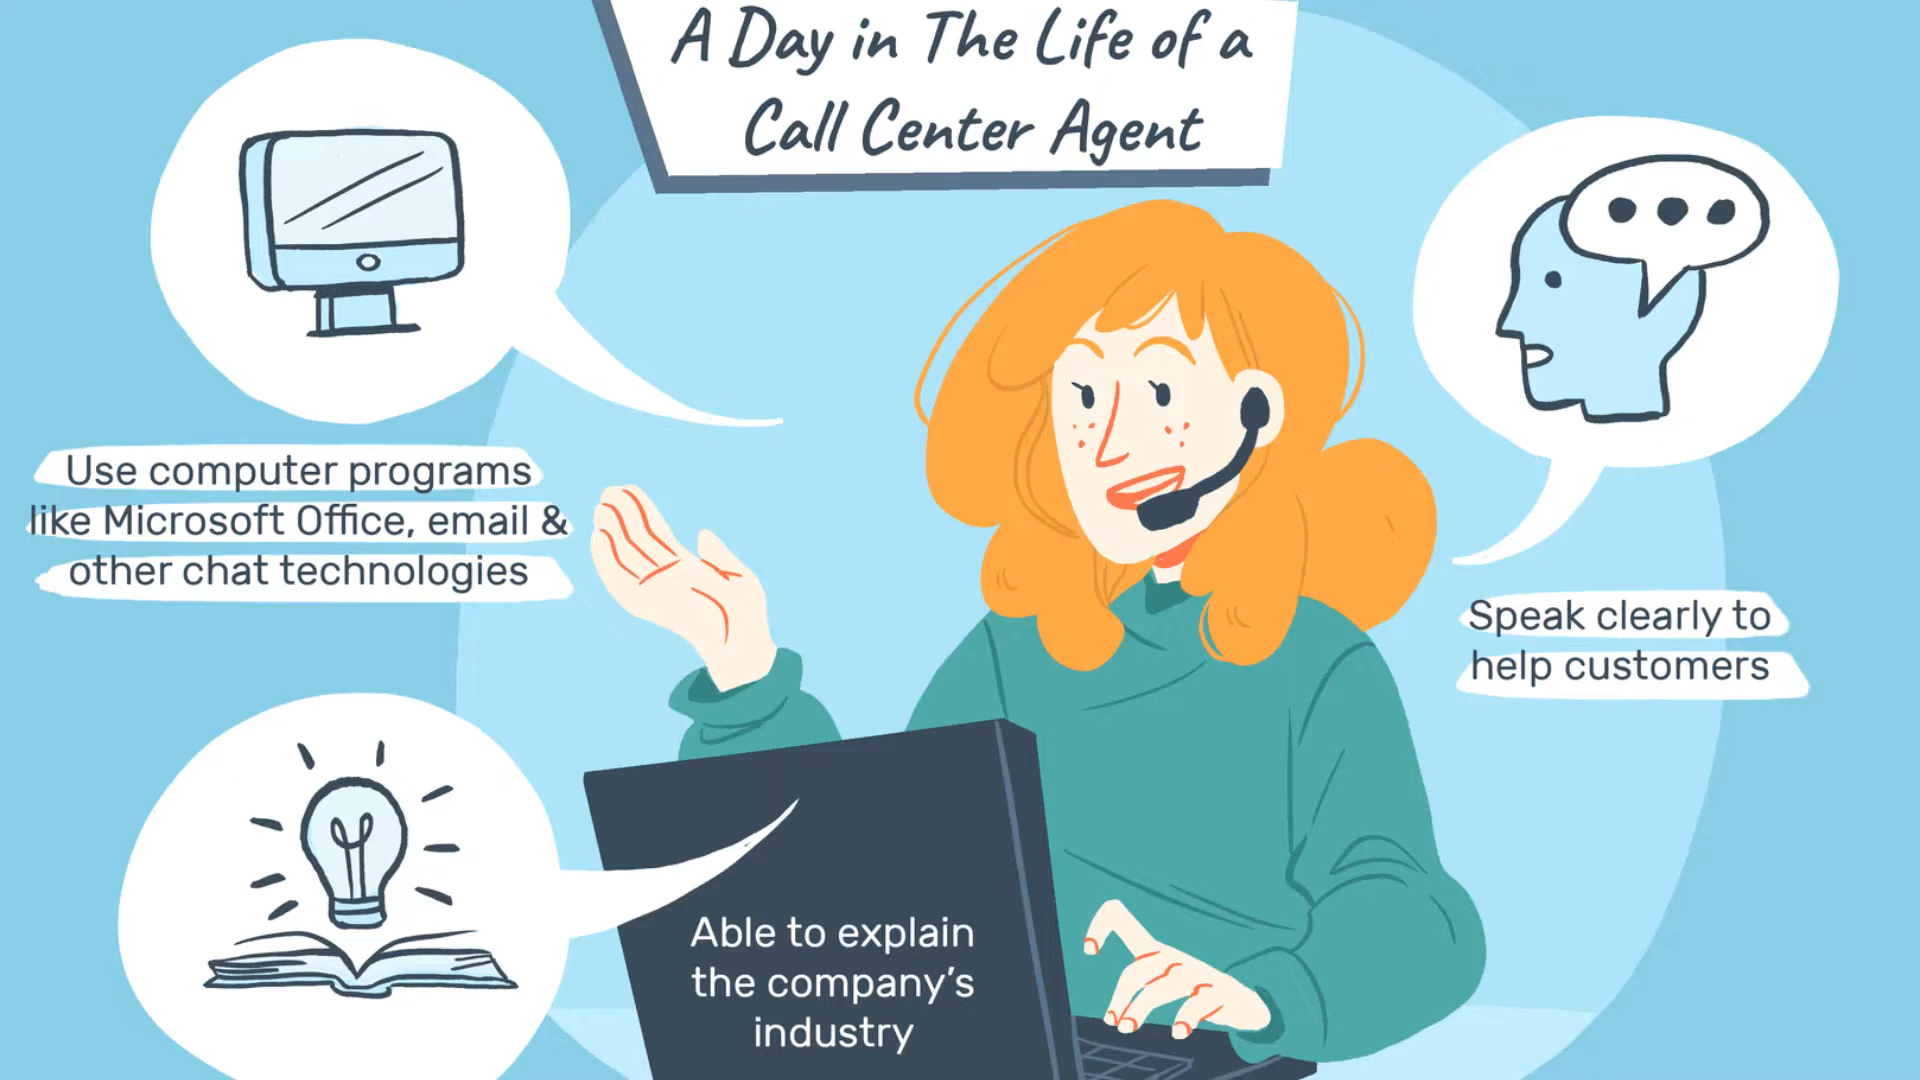 A Day in The Life of a
Call Center Agent
Use computer programs
like Microsoft Office, email &
other chat technologies
Speak clearly to
help customers
Able to explain
the company’s
industry